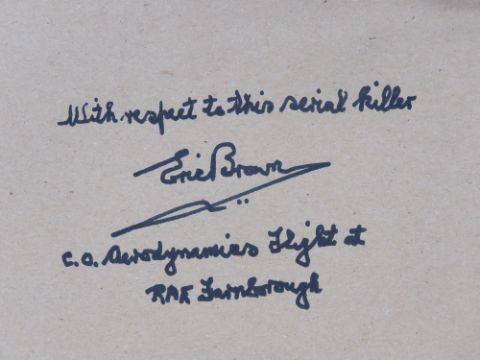 With respect to this serial killer
Eric Brown
C.O. Aerodynamics Flight at
RAE Farnborough